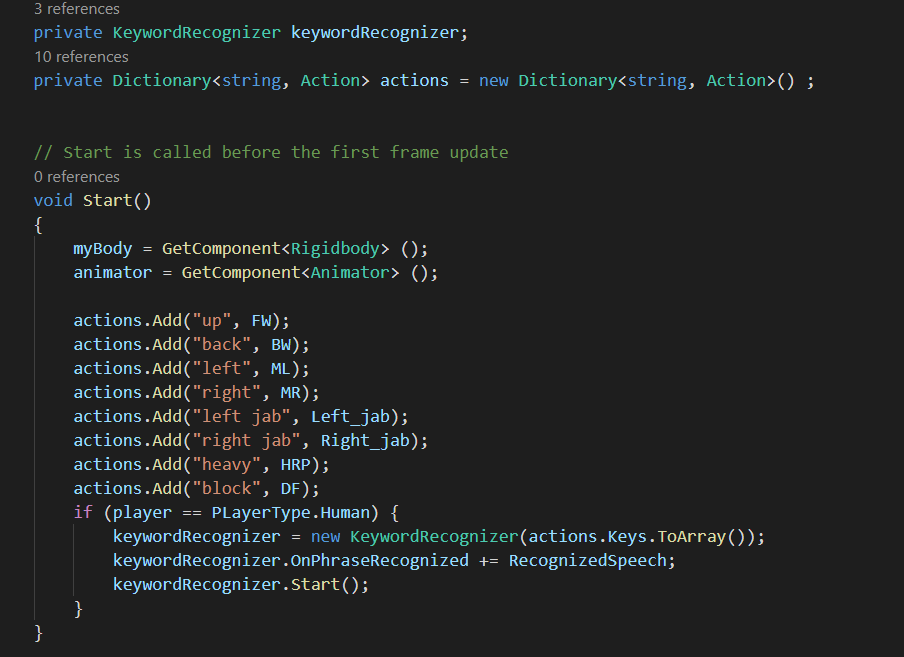 3 references
private KeywordRecognizer keywordRecognizer;
10 references
private Dictionary<string, Action> actions = new Dictionary<string, Action>() ;
// Start is called before the first frame update
0 references
void Start()
{
myBody = GetComponent<Rigidbody> ();
animator = GetComponent<Animator> ();
actions.Add("up", FW);
actions.Add("back", BW);
actions.Add("left", ML);
actions.Add("right", MR);
actions.Add("left jab", Left_jab);
actions.Add("right jab", Right_jab);
actions.Add("heavy", HRP);
actions.Add("block", DF);
if (player == PLayerType.Human) {
keywordRecognizer = new KeywordRecognizer(actions.Keys.ToArray());
keywordRecognizer.OnPhraseRecognized += RecognizedSpeech;
keywordRecognizer.Start();
}
}